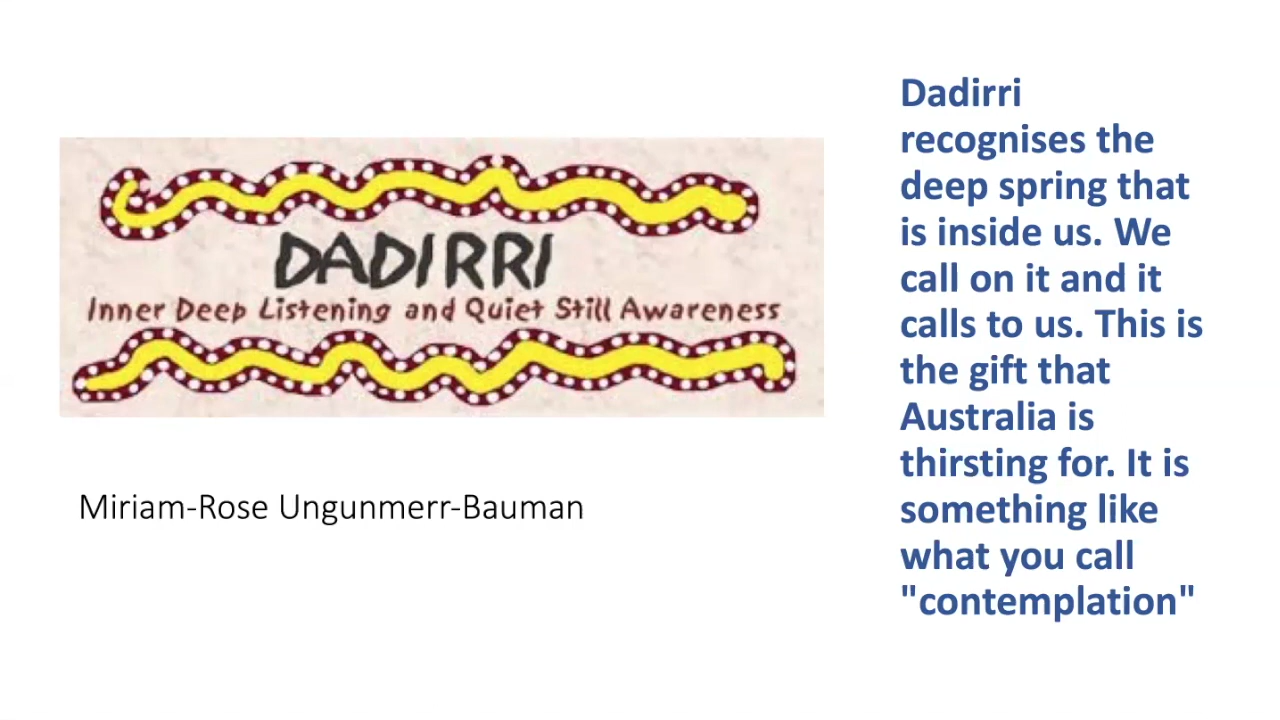 DADIRRI
Inner Deep Listening and Quiet Still Awareness
Miriam-Rose Ungunmerr-Bauman
Dadirri
recognises the
deep spring that
is inside us. We
call on it and it
calls to us. This is
the gift that
Australia is
thirsting for. It is
something like
what you call
"contemplation"